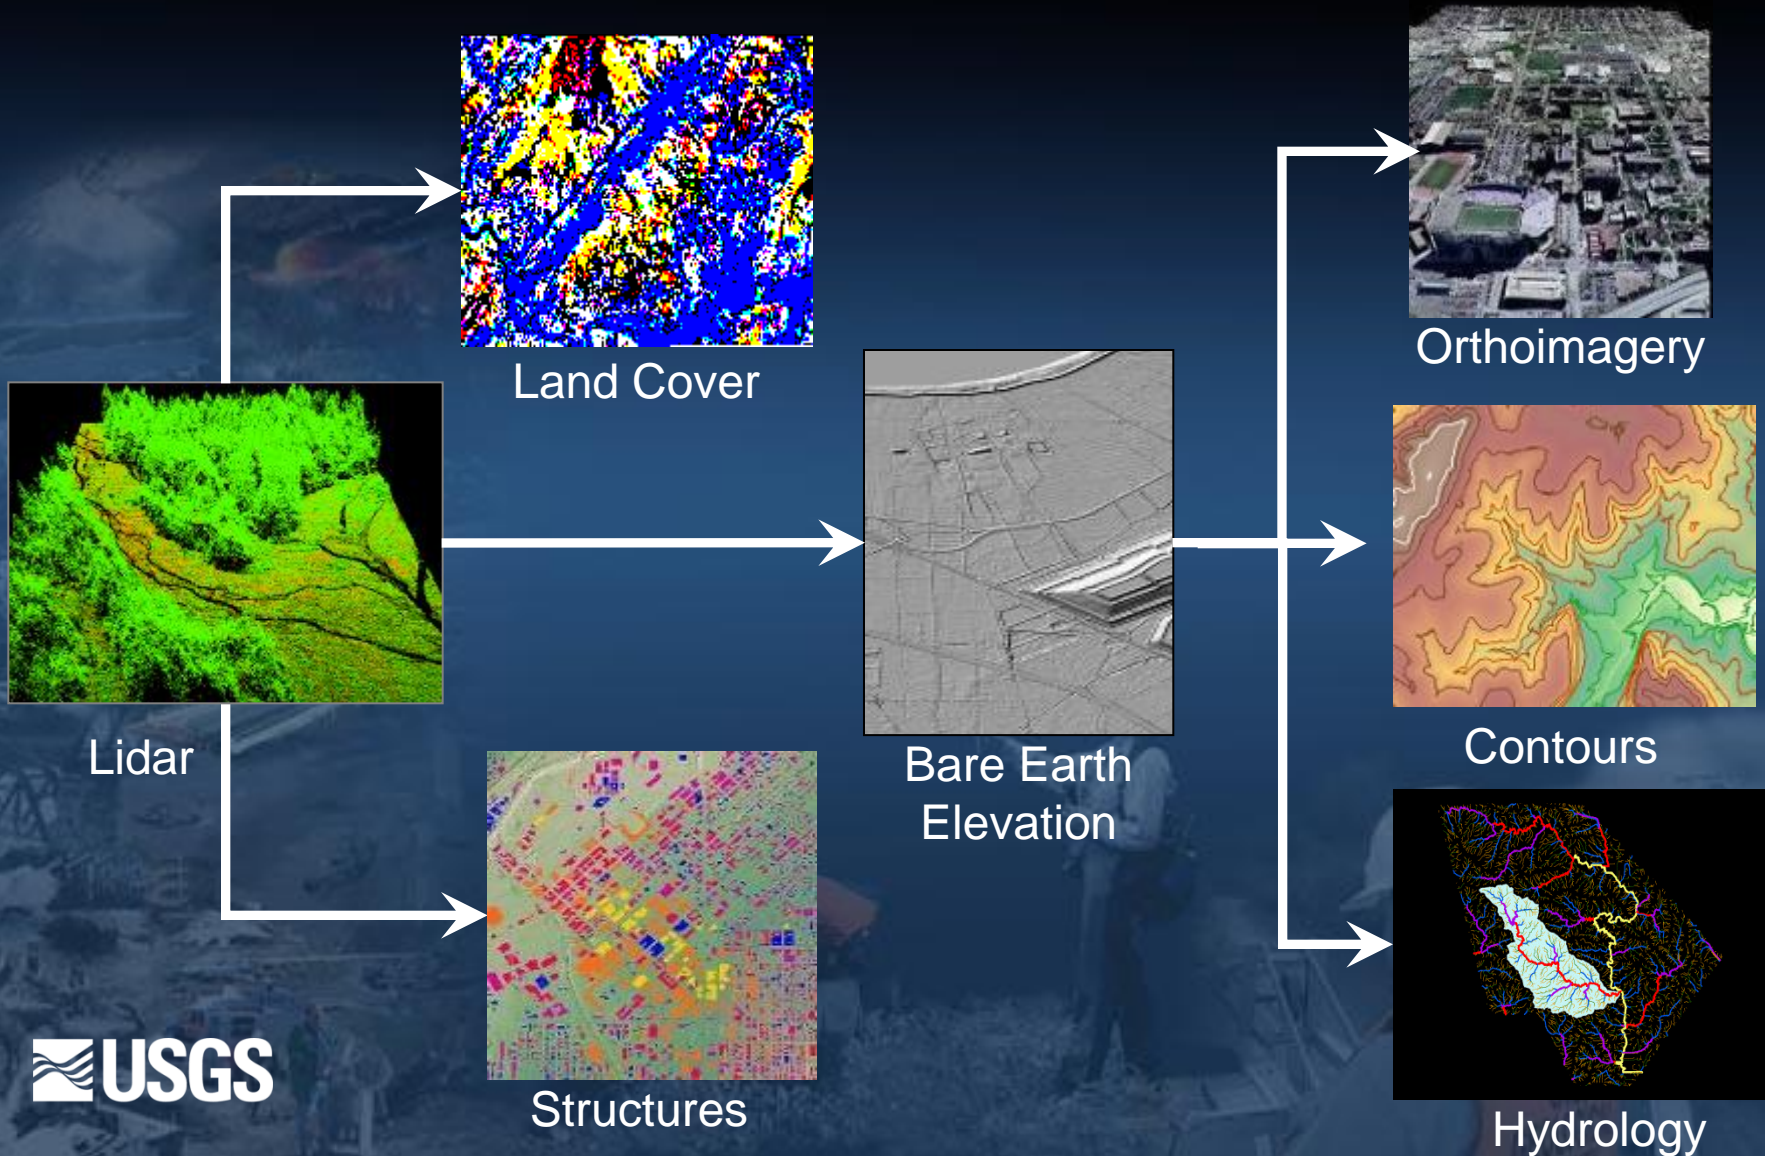 Land Cover
Orthoimagery
Lidar
Bare Earth
Elevation
Contours
Structures
Hydrology
USGS